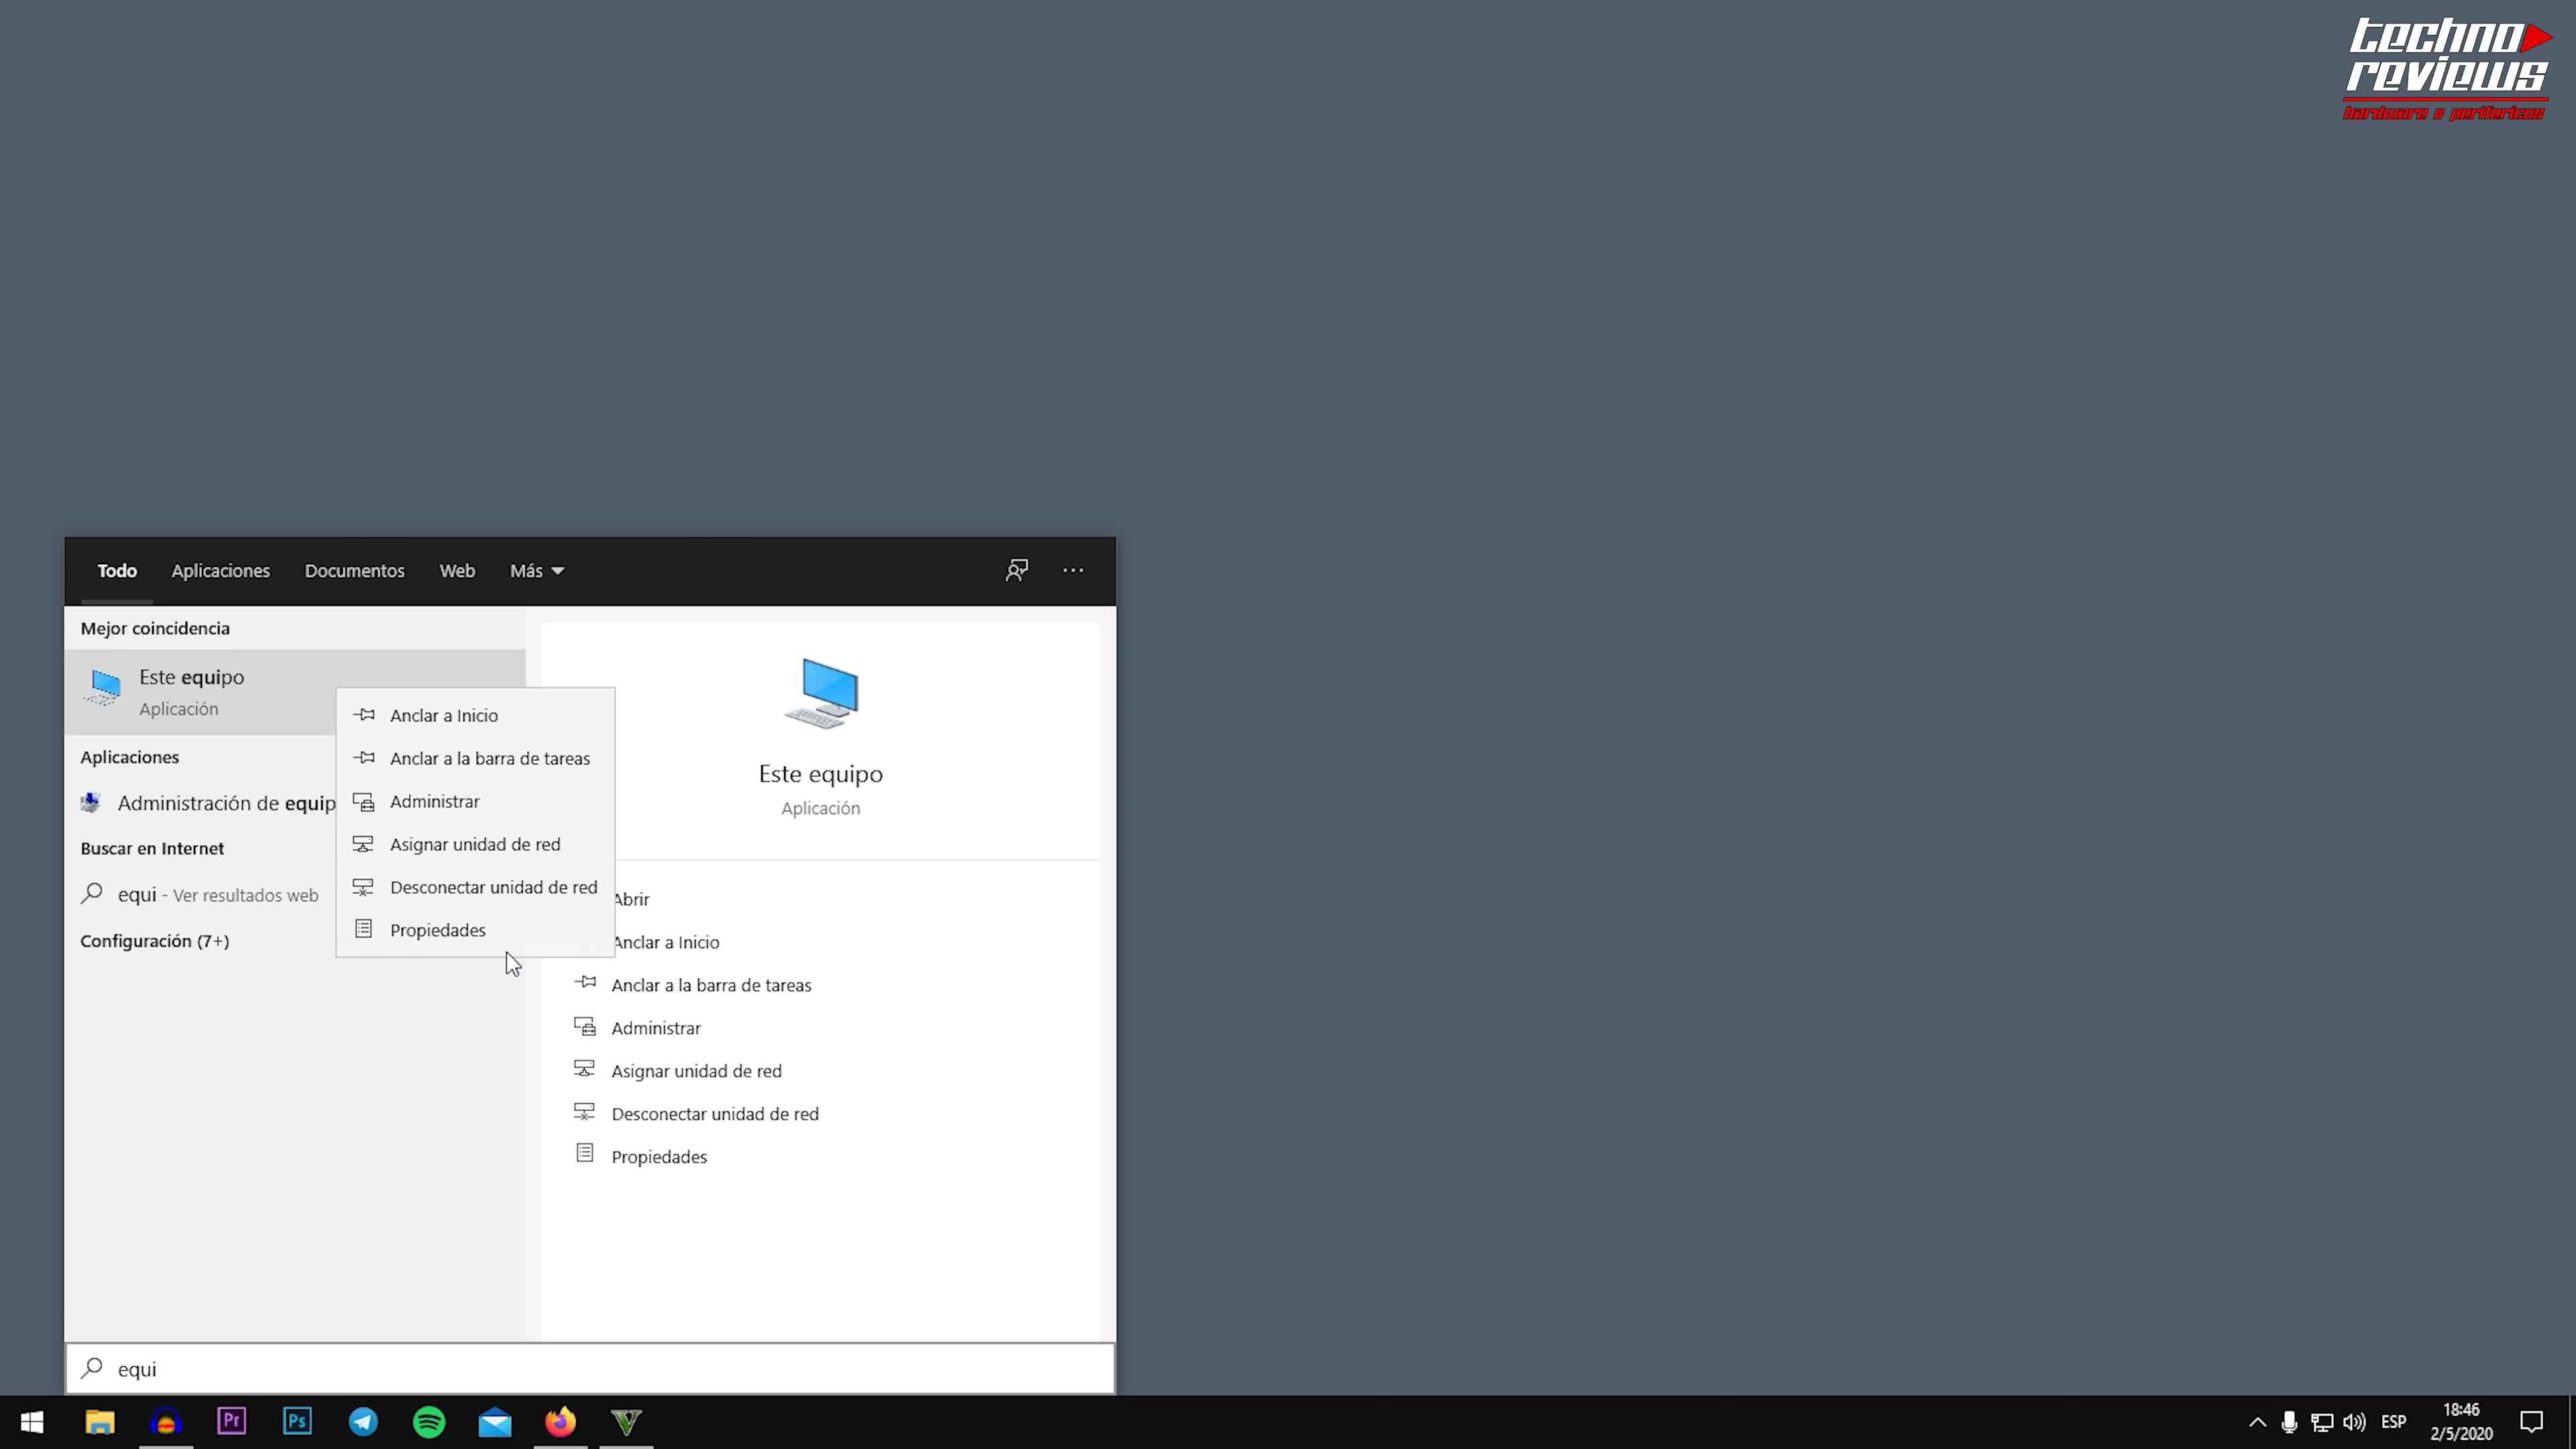 techno
reviews
hardware & perifericos
Todo
Aplicaciones
Documentos
Web
Más
Mejor coincidencia
Este equipo
Aplicación
Aplicaciones
Administración de equip
Buscar en Internet
equi - Ver resultados web
Configuración (7+)
Anclar a Inicio
Anclar a la barra de tareas
Administrar
Asignar unidad de red
Desconectar unidad de red
Propiedades
Este equipo
Aplicación
Abrir
Anclar a Inicio
Anclar a la barra de tareas
Administrar
Asignar unidad de red
Desconectar unidad de red
Propiedades
equi
Pr
Ps
ESP
18:46
2/5/2020